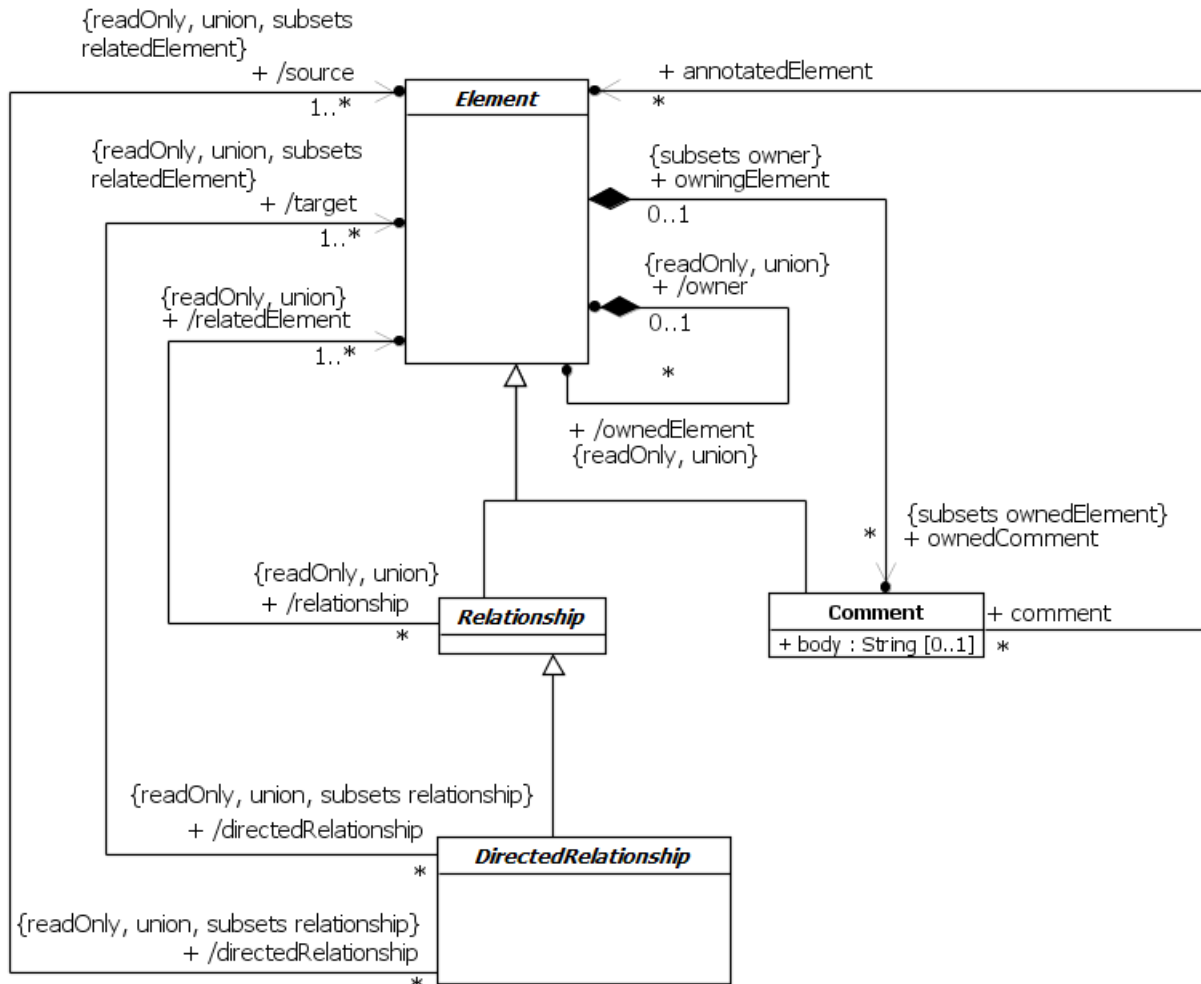 {readOnly, union, subsets
relatedElement}
+ /source
1..*
+ annotatedElement
*
Element
{readOnly, union, subsets
relatedElement}
+ /target
1..*
{subsets owner}
+ owningElement
0..1
{readOnly, union}
+ /owner
0..1
{readOnly, union}
+ /relatedElement
1..*
*
+ /ownedElement
{readOnly, union}
{subsets ownedElement}
* + ownedComment
{readOnly, union}
+ /relationship
*
Relationship
Comment
+ body : String [0..1]
+ comment
*
{readOnly, union, subsets relationship}
+ /directedRelationship
*
DirectedRelationship
{readOnly, union, subsets relationship}
+ /directedRelationship
*